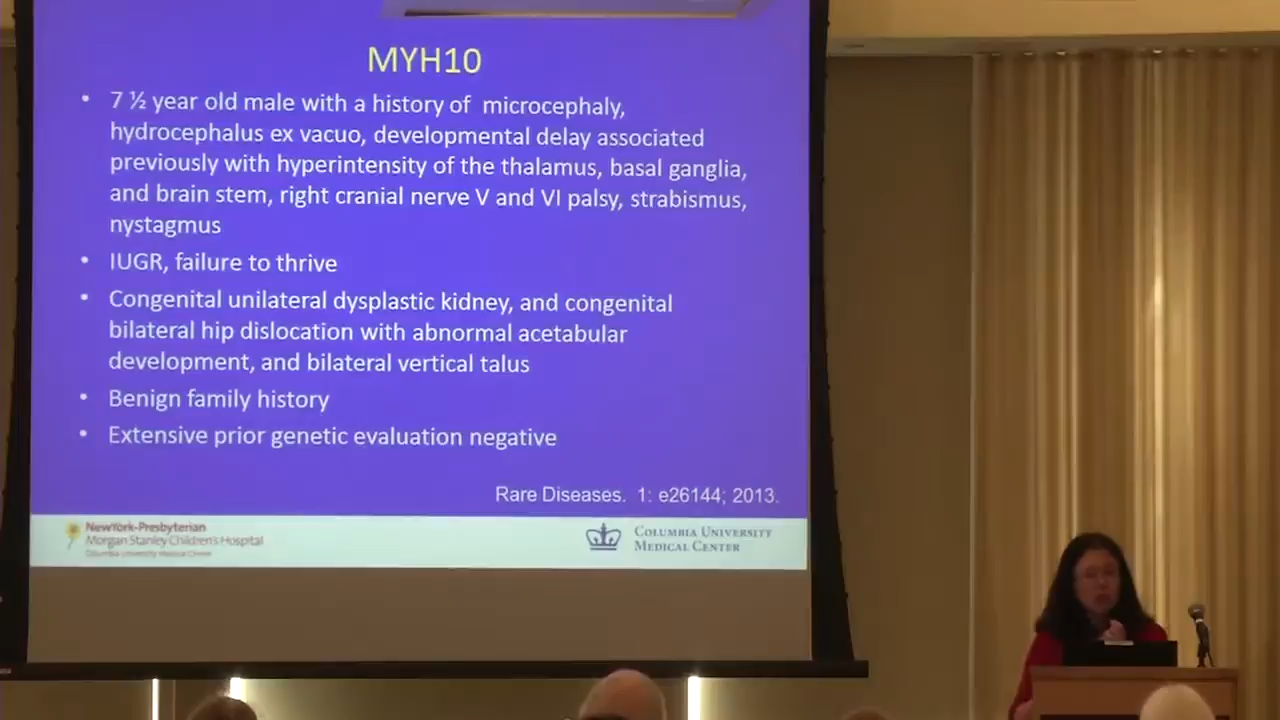 MYH10
• 7 ½ year old male with a history of microcephaly,
hydrocephalus ex vacuo, developmental delay associated
previously with hyperintensity of the thalamus, basal ganglia,
and brain stem, right cranial nerve V and VI palsy, strabismus,
nystagmus
• IUGR, failure to thrive
• Congenital unilateral dysplastic kidney, and congenital
bilateral hip dislocation with abnormal acetabular
development, and bilateral vertical talus
• Benign family history
• Extensive prior genetic evaluation negative
Rare Diseases. 1: e26144; 2013.
NewYork-Presbyterian
Morgan Stanley Children's Hospital
Columbia University Medical Center
COLUMBIA UNIVERSITY
MEDICAL CENTER